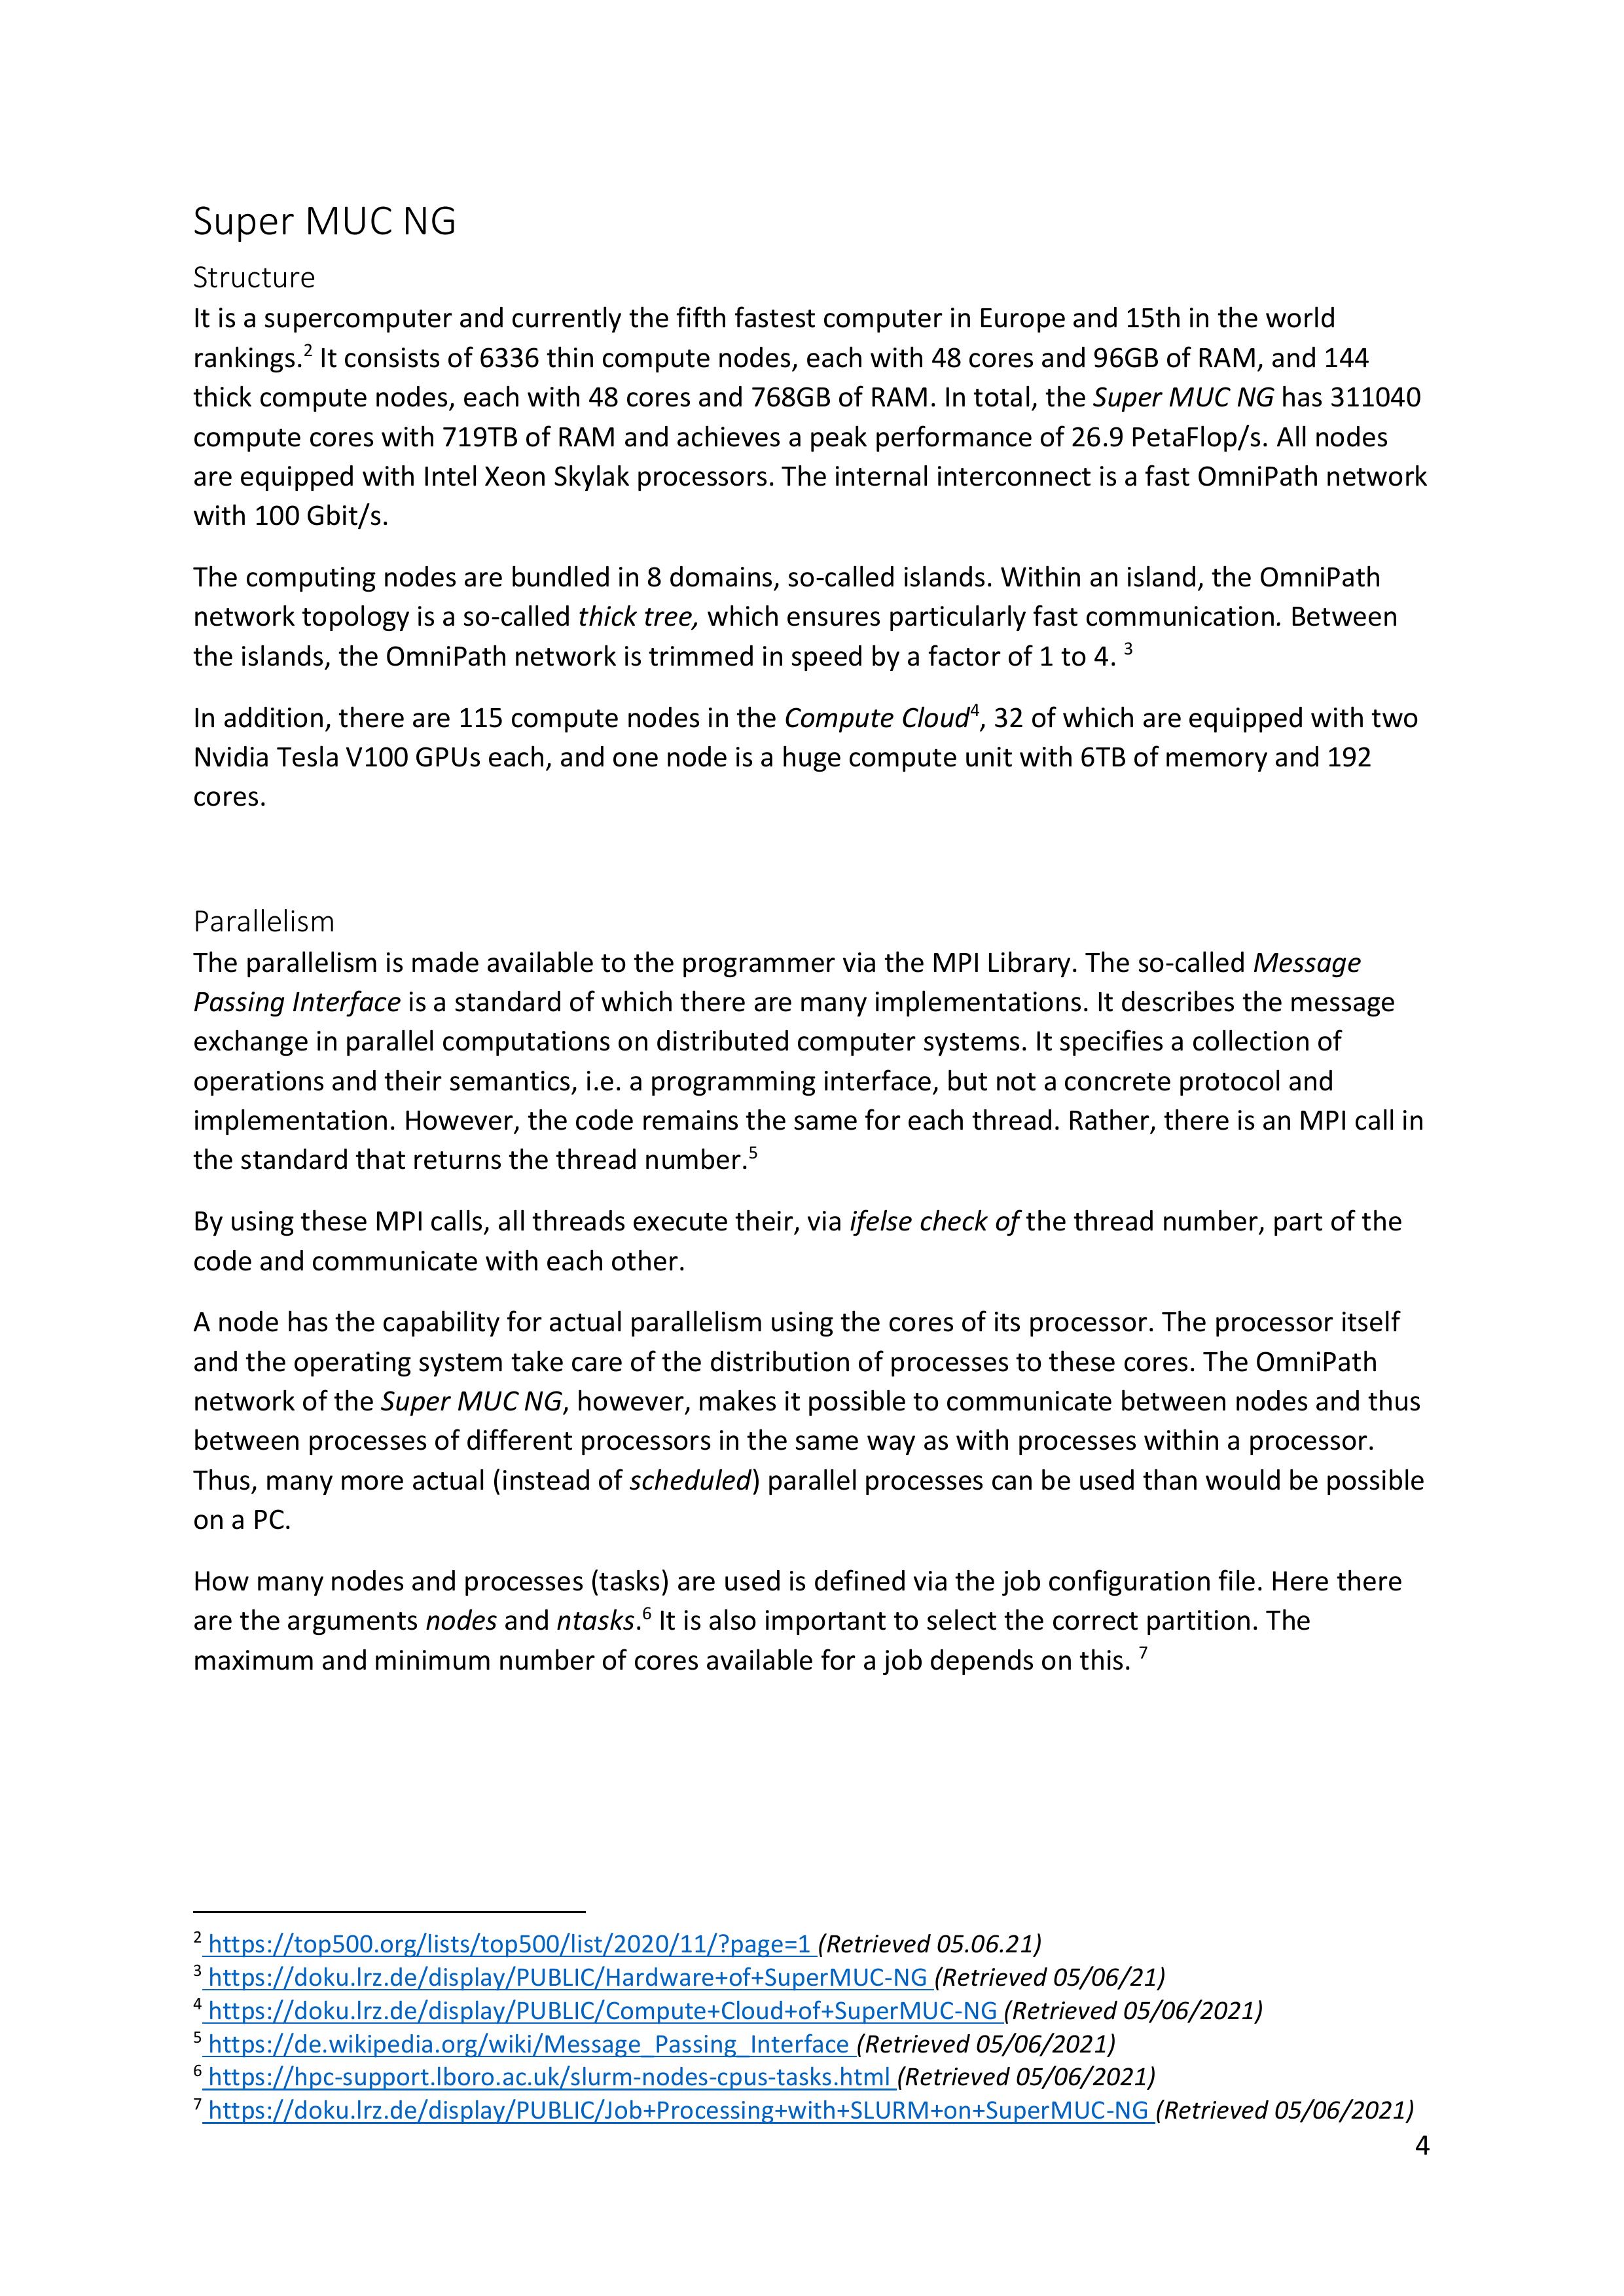 Super MUC NG
Structure
It is a supercomputer and currently the fifth fastest computer in Europe and 15th in the world
rankings.2 It consists of 6336 thin compute nodes, each with 48 cores and 96GB of RAM, and 144
thick compute nodes, each with 48 cores and 768GB of RAM. In total, the Super MUC NG has 311040
compute cores with 719TB of RAM and achieves a peak performance of 26.9 PetaFlop/s. All nodes
are equipped with Intel Xeon Skylak processors. The internal interconnect is a fast OmniPath network
with 100 Gbit/s.
The computing nodes are bundled in 8 domains, so-called islands. Within an island, the OmniPath
network topology is a so-called thick tree, which ensures particularly fast communication. Between
the islands, the OmniPath network is trimmed in speed by a factor of 1 to 4. 3
In addition, there are 115 compute nodes in the Compute Cloud4, 32 of which are equipped with two
Nvidia Tesla V100 GPUs each, and one node is a huge compute unit with 6TB of memory and 192
cores.
Parallelism
The parallelism is made available to the programmer via the MPI Library. The so-called Message
Passing Interface is a standard of which there are many implementations. It describes the message
exchange in parallel computations on distributed computer systems. It specifies a collection of
operations and their semantics, i.e. a programming interface, but not a concrete protocol and
implementation. However, the code remains the same for each thread. Rather, there is an MPI call in
the standard that returns the thread number.5
By using these MPI calls, all threads execute their, via ifelse check of the thread number, part of the
code and communicate with each other.
A node has the capability for actual parallelism using the cores of its processor. The processor itself
and the operating system take care of the distribution of processes to these cores. The OmniPath
network of the Super MUC NG, however, makes it possible to communicate between nodes and thus
between processes of different processors in the same way as with processes within a processor.
Thus, many more actual (instead of scheduled) parallel processes can be used than would be possible
on a PC.
How many nodes and processes (tasks) are used is defined via the job configuration file. Here there
are the arguments nodes and ntasks.6 It is also important to select the correct partition. The
maximum and minimum number of cores available for a job depends on this. 7
2 https://top500.org/lists/top500/list/2020/11/?page=1 (Retrieved 05.06.21)
3 https://doku.lrz.de/display/PUBLIC/Hardware+of+SuperMUC-NG (Retrieved 05/06/21)
4 https://doku.lrz.de/display/PUBLIC/Compute+Cloud+of+SuperMUC-NG (Retrieved 05/06/2021)
5 https://de.wikipedia.org/wiki/Message_Passing_Interface (Retrieved 05/06/2021)
6 https://hpc-support.lboro.ac.uk/slurm-nodes-cpus-tasks.html (Retrieved 05/06/2021)
7 https://doku.lrz.de/display/PUBLIC/Job+Processing+with+SLURM+on+SuperMUC-NG (Retrieved 05/06/2021)
4